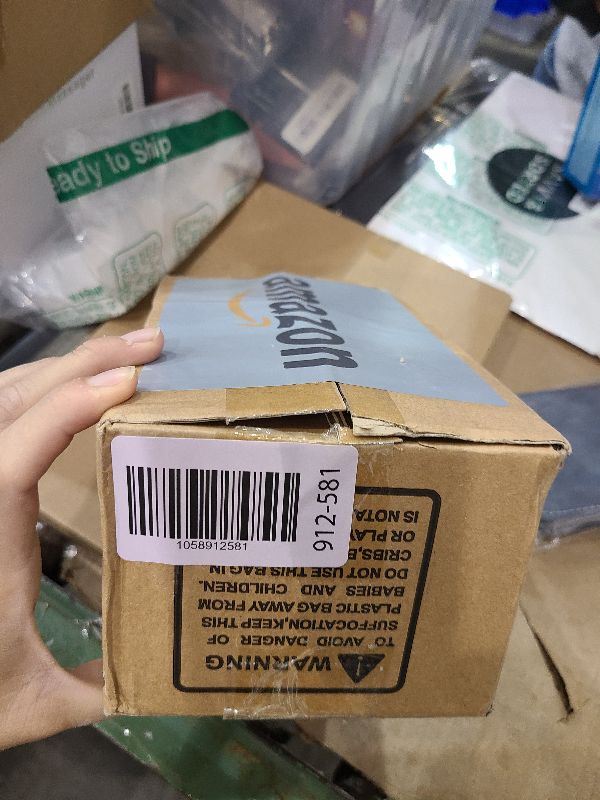 Ready to Ship
amazon
1058912581
912-581
WARNING
TO AVOID DANGER OF
SUFFOCATION,KEEP THIS
PLASTIC BAG AWAY FROM
BABIES AND CHILDREN.
DO NOT USE THIS BAG IN
CRIBS,B
OR PLAY
IS NOT A